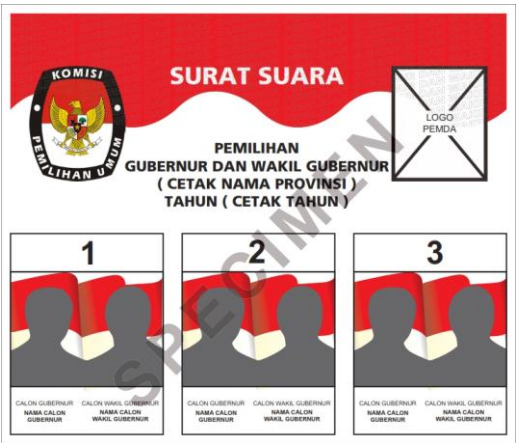 KOMISI
PEMILIHAN UMUM
SURAT SUARA
LOGO
PEMDA
PEMILIHAN
GUBERNUR DAN WAKIL GUBERNUR
( CETAK NAMA PROVINSI )
TAHUN ( CETAK TAHUN )
SPECIMEN
1
2
3
CALON GUBERNUR CALON WAKIL GUBERNUR
NAMA CALON GUBERNUR NAMA CALON WAKIL GUBERNUR
CALON GUBERNUR CALON WAKIL GUBERNUR
NAMA CALON GUBERNUR NAMA CALON WAKIL GUBERNUR
CALON GUBERNUR CALON WAKIL GUBERNUR
NAMA CALON GUBERNUR NAMA CALON WAKIL GUBERNUR